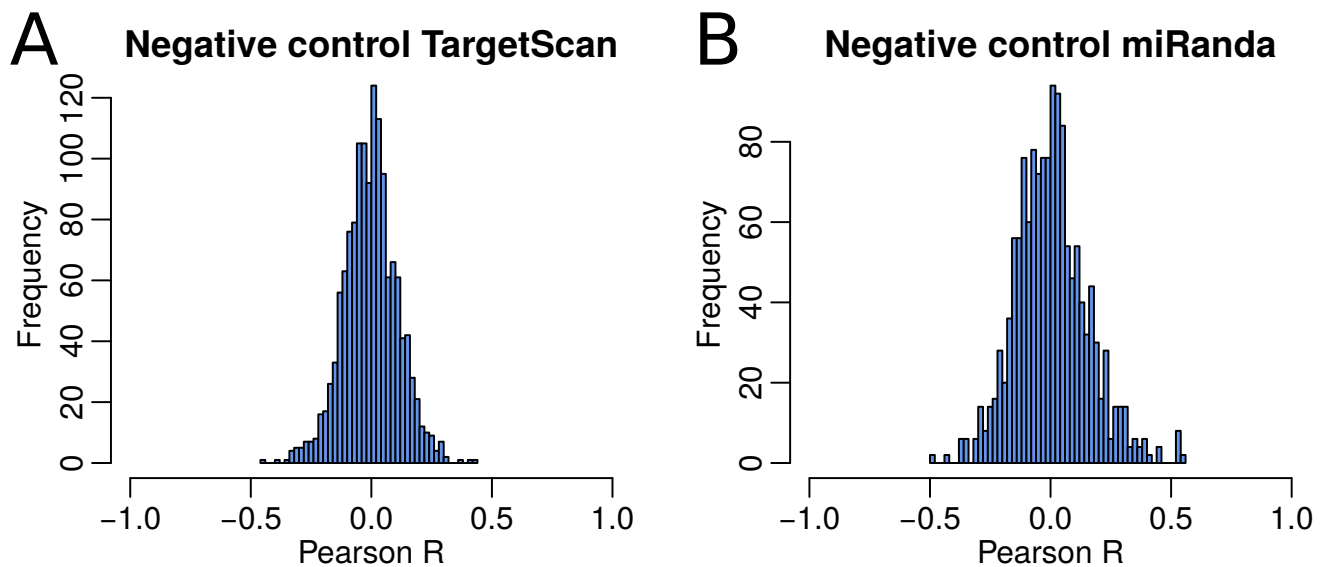 A
Negative control TargetScan
Frequency
120
100
80
60
40
20
0
−1.0 −0.5 0.0 0.5 1.0
Pearson R
B
Negative control miRanda
Frequency
80
60
40
20
0
−1.0 −0.5 0.0 0.5 1.0
Pearson R